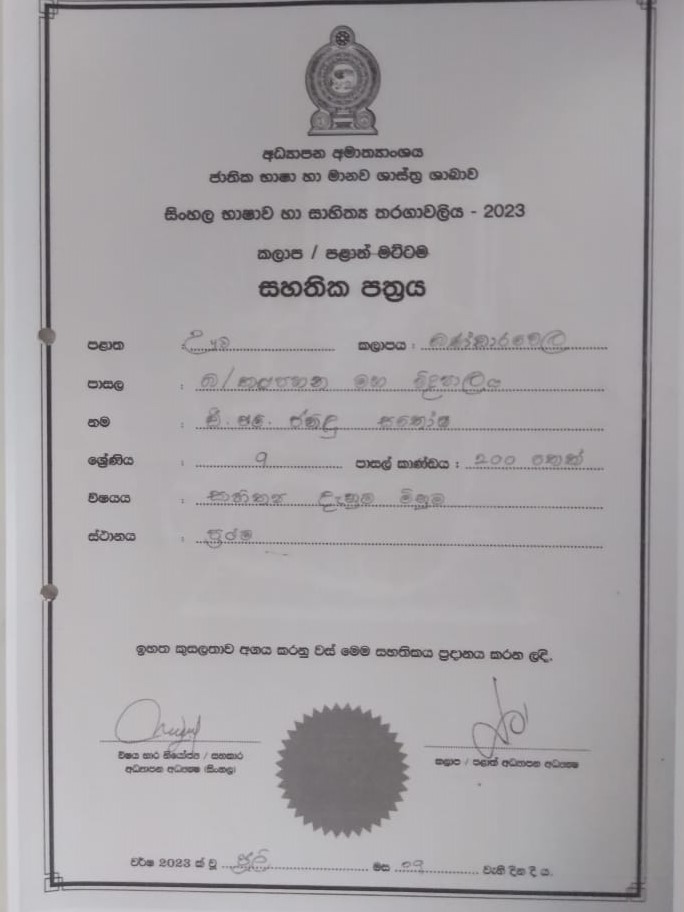 අධ්‍යාපන අමාත්‍යාංශය
ජාතික භාෂා හා මානව ශාස්ත්‍ර ශාඛාව
සිංහල භාෂාව හා සාහිත්‍ය තරගාවලිය - 2023
කලාප / පළාත් මට්ටම
සහතික පත්‍රය
පළාත : ඌව කලාපය : බණ්ඩාරවෙල
පාසල : බ/ මහා විද්‍යාලය
නම :
ශ්‍රේණිය : 9 පාසල් කාණ්ඩය : 200
විෂයය : සාහිත්‍ය දැනුම මිනුම
ස්ථානය : ප්‍රථම
ඉහත කුසලතාව අගය කරනු වස් මෙම සහතිකය ප්‍රදානය කරන ලදි.
විෂය භාර නියෝජ්‍ය / සහකාර
අධ්‍යාපන අධ්‍යක්ෂ (සිංහල)
කලාප / පළාත් අධ්‍යාපන අධ්‍යක්ෂ
වර්ෂ 2023 ක් වූ ජුලි මස 09 වැනි දින දී ය.